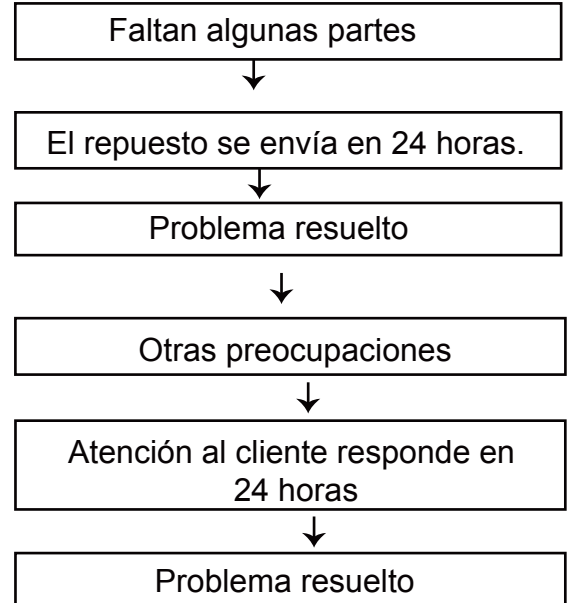 Faltan algunas partes
El repuesto se envía en 24 horas.
Problema resuelto
Otras preocupaciones
Atención al cliente responde en
24 horas
Problema resuelto